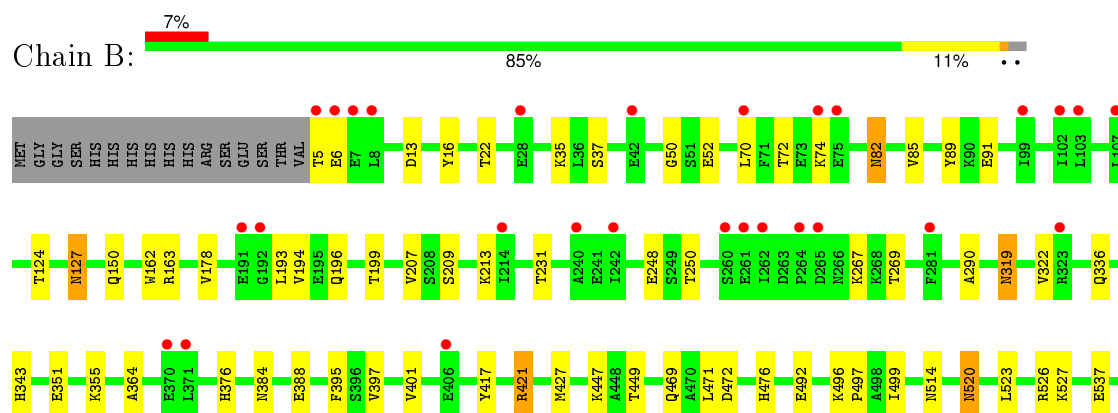 7%
Chain B:
85% 11% • •
MET GLY GLY SER HIS HIS HIS HIS HIS HIS ARG SER GLU SER THR VAL T5 E6 E7 L8 D13 Y16 T22 E28 K35 L36 S37 E42 G50 S51 E52 L70 F71 T72 E73 K74 E75 N82 V85 Y89 K90 E91 I99 I102 L103 L107
T124 N127 Q150 W162 R163 V178 E191 G192 L193 V194 E195 Q196 T199 V207 S208 S209 K213 I214 T231 A240 E241 I242 E248 S249 T250 S260 E261 I262 D263 P264 D265 N266 K267 K268 T269 F281 A290 N319 V322 R323 Q336
H343 E351 K355 A364 E370 L371 H376 N384 E388 F395 S396 V397 V401 E406 Y417 R421 M427 K447 A448 T449 Q469 A470 L471 D472 H476 E492 K496 P497 A498 I499 N514 N520 L523 R526 K527 E537